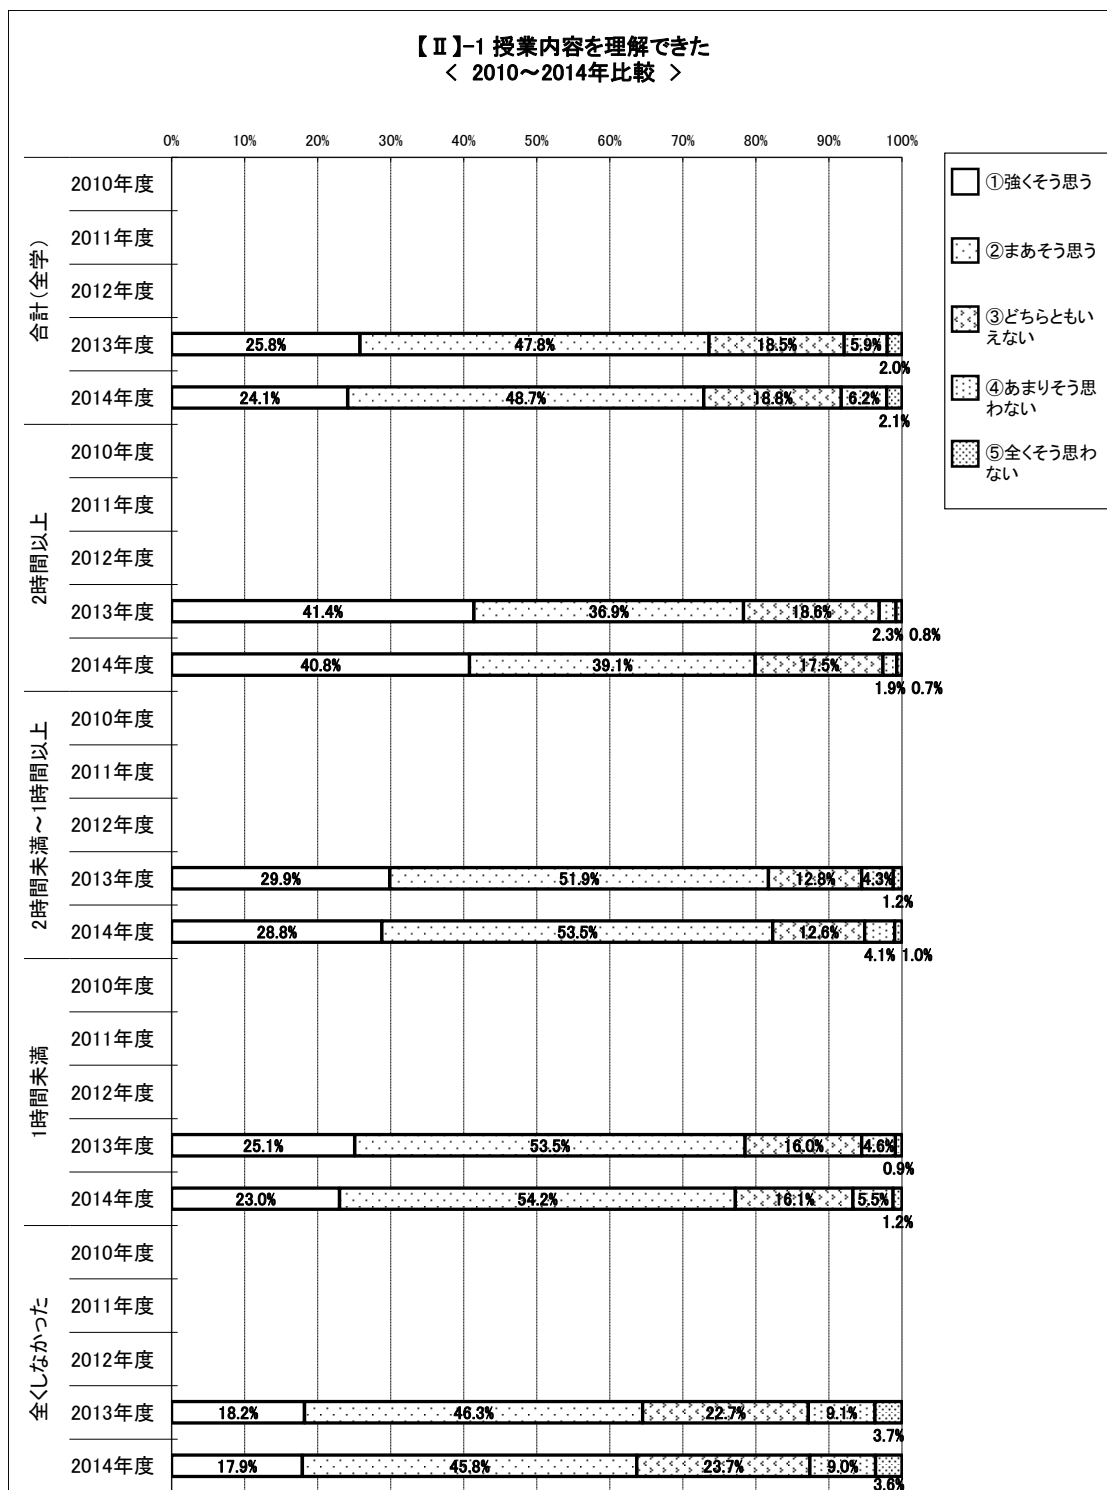 【Ⅱ】-1 授業内容を理解できた
＜ 2010～2014年比較 ＞
0% 10% 20% 30% 40% 50% 60% 70% 80% 90% 100%
①強くそう思う
②まあそう思う
③どちらともい
えない
④あまりそう思
わない
⑤全くそう思わ
ない
合計(全学)
2010年度
2011年度
2012年度
2013年度 25.8% 47.8% 18.5% 5.9%
2.0%
2014年度 24.1% 48.7% 18.8% 6.2%
2.1%
2時間以上
2010年度
2011年度
2012年度
2013年度 41.4% 36.9% 18.6%
2.3% 0.8%
2014年度 40.8% 39.1% 17.5%
1.9% 0.7%
2時間未満～1時間以上
2010年度
2011年度
2012年度
2013年度 29.9% 51.9% 12.8% 4.3%
1.2%
2014年度 28.8% 53.5% 12.6%
4.1% 1.0%
1時間未満
2010年度
2011年度
2012年度
2013年度 25.1% 53.5% 16.0% 4.6%
0.9%
2014年度 23.0% 54.2% 16.1% 5.5%
1.2%
全くしなかった
2010年度
2011年度
2012年度
2013年度 18.2% 46.3% 22.7% 9.1%
3.7%
2014年度 17.9% 45.8% 23.7% 9.0%
3.6%